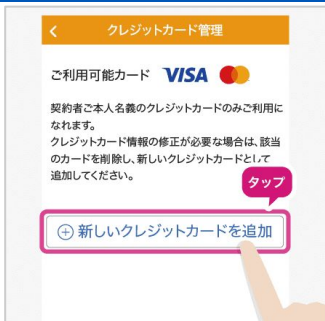 クレジットカード管理
ご利用可能カード VISA
契約者ご本人名義のクレジットカードのみご利用に
なれます。
クレジットカード情報の修正が必要な場合は、該当
のカードを削除し、新しいクレジットカードとして
追加してください。
タップ
新しいクレジットカードを追加